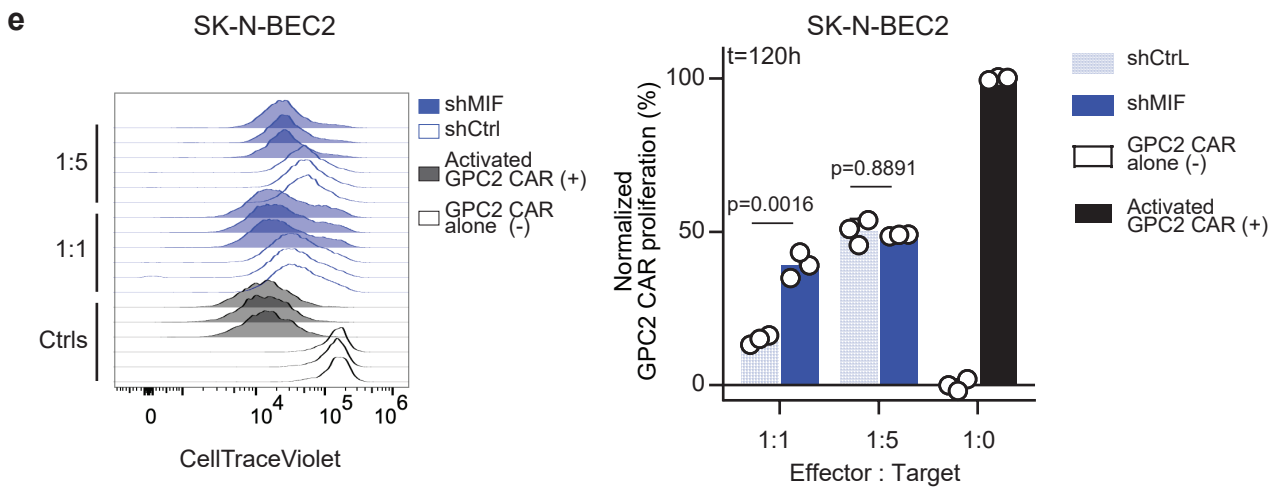 e
SK-N-BEC2
1:5
1:1
Ctrls
0
10^4
10^5
10^6
CellTraceViolet
shMIF
shCtrl
Activated
GPC2 CAR (+)
GPC2 CAR
alone (-)
SK-N-BEC2
t=120h
Normalized
GPC2 CAR proliferation (%)
100
50
0
p=0.0016
p=0.8891
1:1
1:5
1:0
Effector : Target
shCtrL
shMIF
GPC2 CAR
alone (-)
Activated
GPC2 CAR (+)